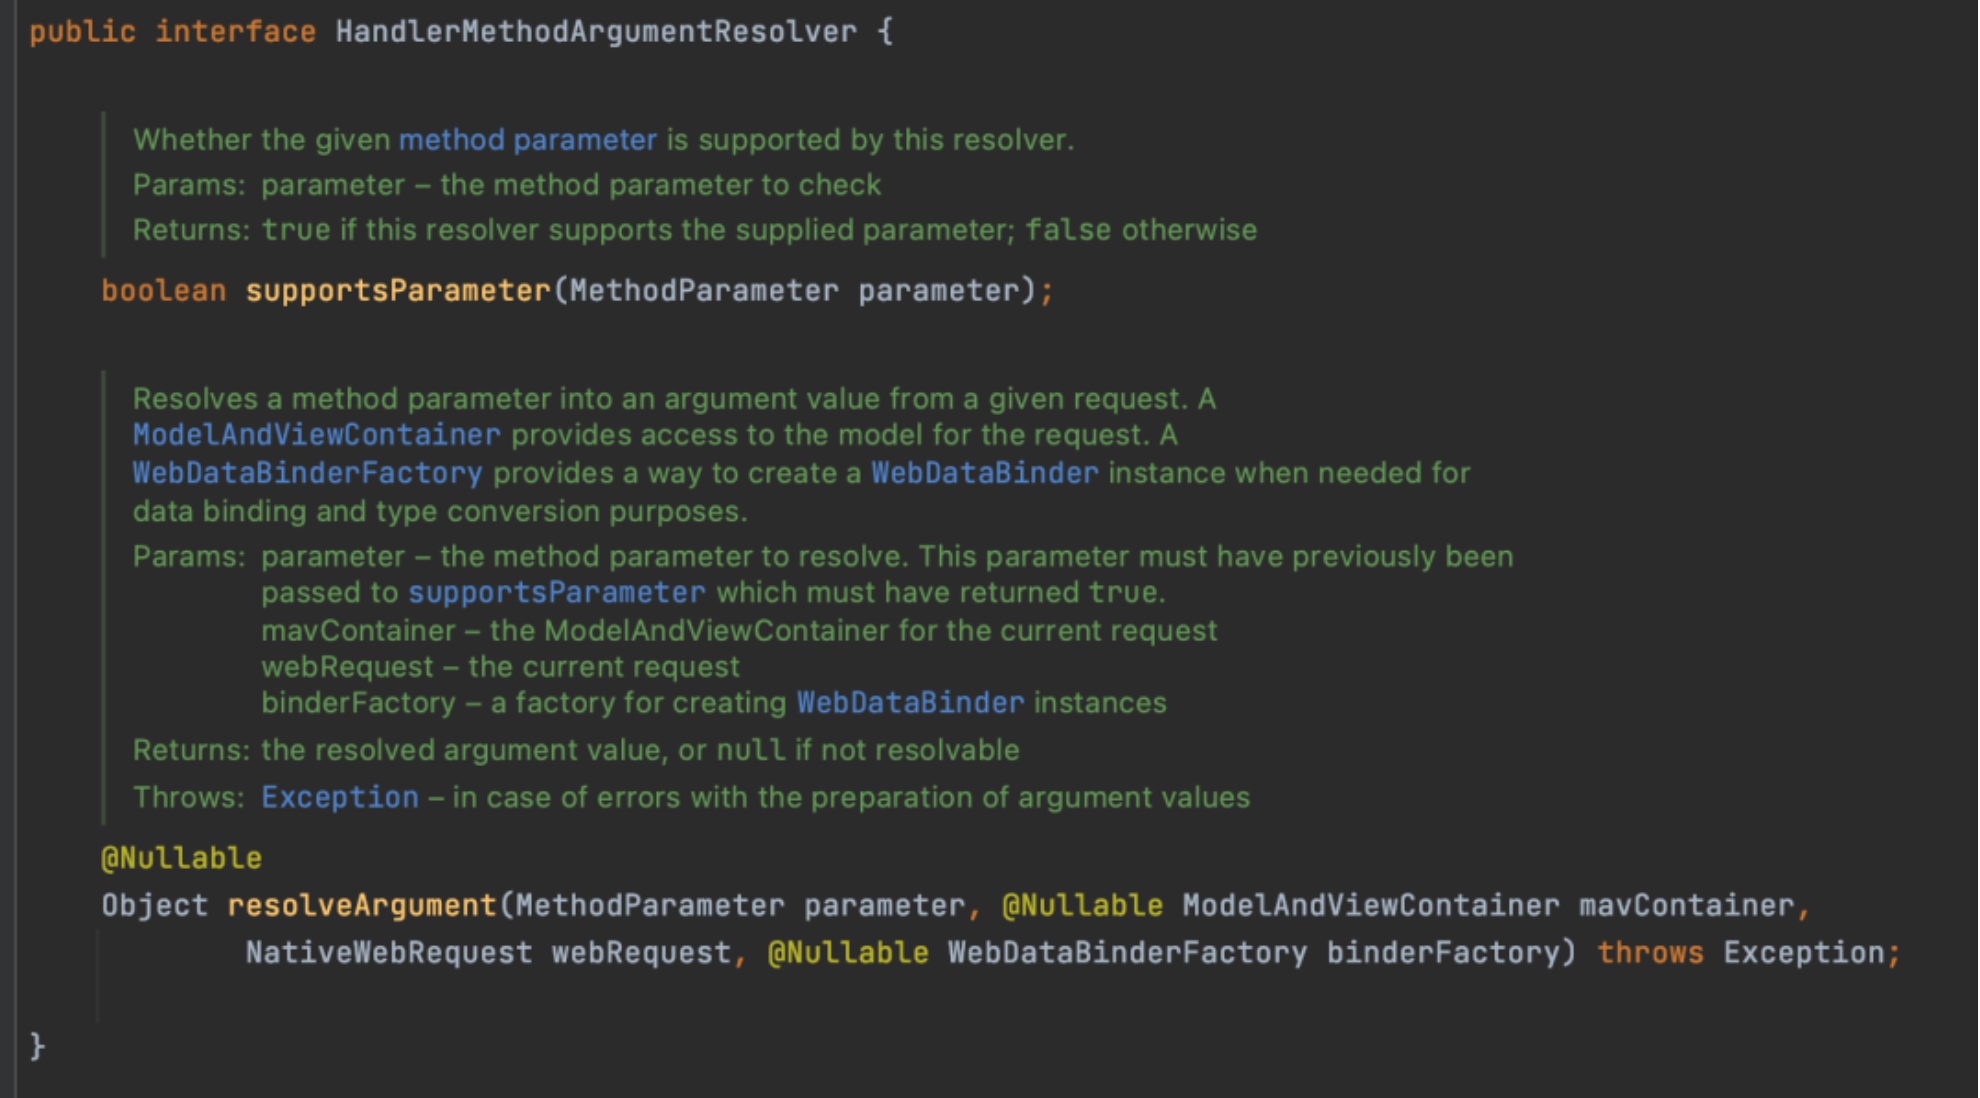 public interface HandlerMethodArgumentResolver {
Whether the given method parameter is supported by this resolver.
Params: parameter – the method parameter to check
Returns: true if this resolver supports the supplied parameter; false otherwise
boolean supportsParameter(MethodParameter parameter);
Resolves a method parameter into an argument value from a given request. A
ModelAndViewContainer provides access to the model for the request. A
WebDataBinderFactory provides a way to create a WebDataBinder instance when needed for
data binding and type conversion purposes.
Params: parameter – the method parameter to resolve. This parameter must have previously been
passed to supportsParameter which must have returned true.
mavContainer – the ModelAndViewContainer for the current request
webRequest – the current request
binderFactory – a factory for creating WebDataBinder instances
Returns: the resolved argument value, or null if not resolvable
Throws: Exception – in case of errors with the preparation of argument values
@Nullable
Object resolveArgument(MethodParameter parameter, @Nullable ModelAndViewContainer mavContainer,
NativeWebRequest webRequest, @Nullable WebDataBinderFactory binderFactory) throws Exception;
}